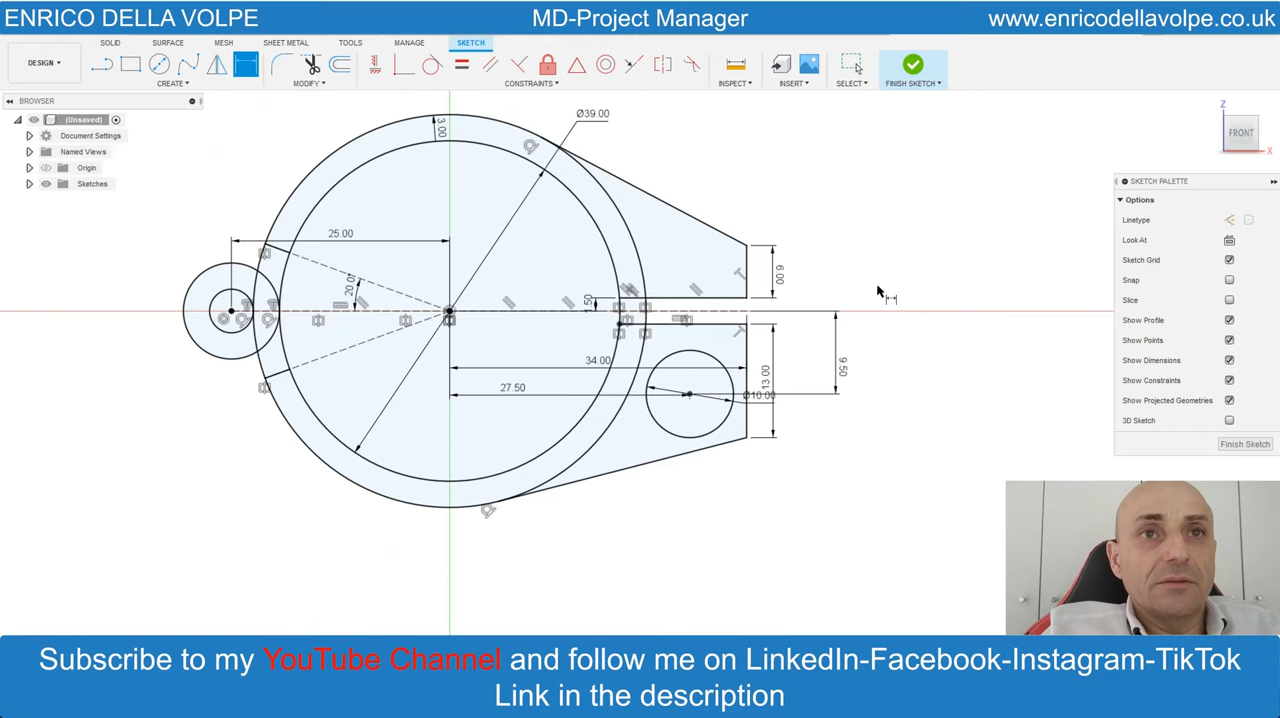 ENRICO DELLA VOLPE MD-Project Manager www.enricodellavolpe.co.uk
SOLID SURFACE MESH SHEET METAL TOOLS MANAGE SKETCH
DESIGN
CREATE MODIFY CONSTRAINTS INSPECT INSERT SELECT FINISH SKETCH
BROWSER
(Unsaved)
Document Settings
Named Views
Origin
Sketches
Z
FRONT
X
SKETCH PALETTE
Options
Linetype
Look At
Sketch Grid
Snap
Slice
Show Profile
Show Points
Show Dimensions
Show Constraints
Show Projected Geometries
3D Sketch
Finish Sketch
Ø39.00
3.00
25.00
20.0
6.00
1.50
34.00
27.50
13.00
Ø10.00
9.50
Subscribe to my YouTube Channel and follow me on LinkedIn-Facebook-Instagram-TikTok
Link in the description